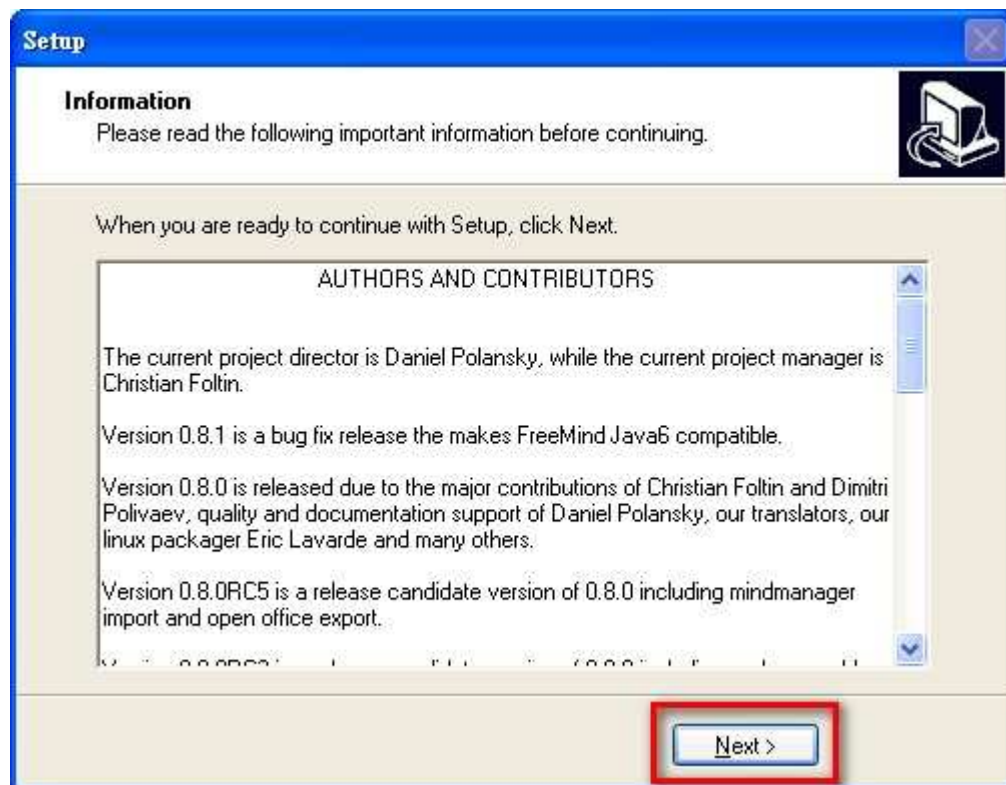 Setup
Information
Please read the following important information before continuing.
When you are ready to continue with Setup, click Next.
AUTHORS AND CONTRIBUTORS
The current project director is Daniel Polansky, while the current project manager is
Christian Foltin.
Version 0.8.1 is a bug fix release the makes FreeMind Java6 compatible.
Version 0.8.0 is released due to the major contributions of Christian Foltin and Dimitri
Polivaev, quality and documentation support of Daniel Polansky, our translators, our
linux packager Eric Lavarde and many others.
Version 0.8.0RC5 is a release candidate version of 0.8.0 including mindmanager
import and open office export.
Next >